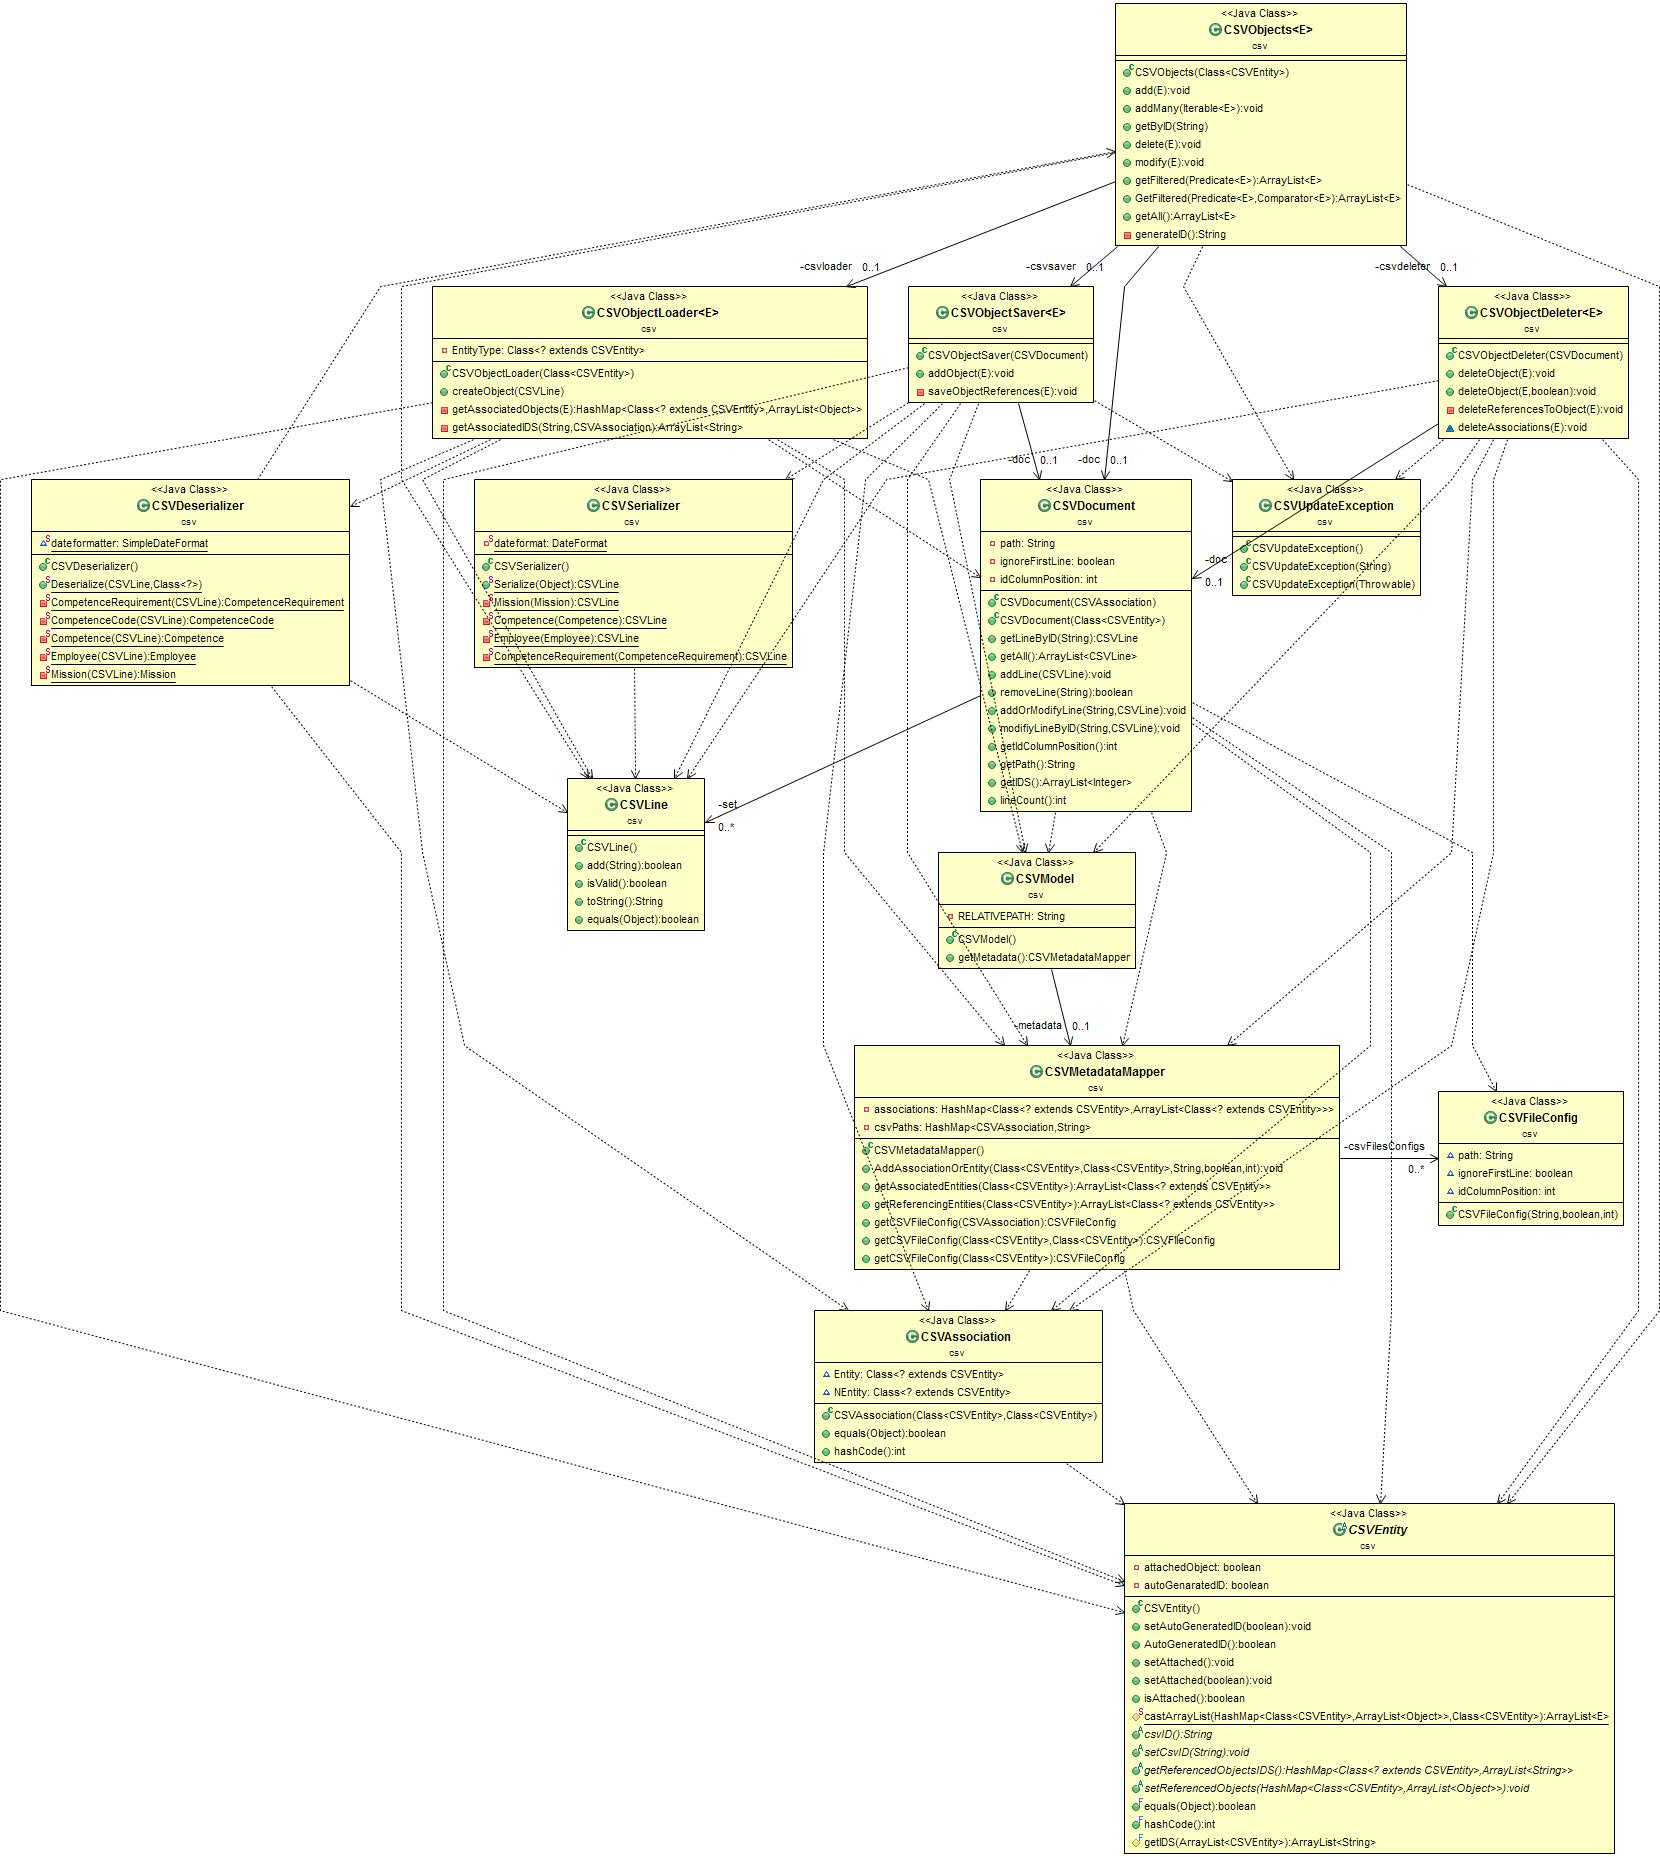 <<Java Class>>
CSVObjects<E>
csv
CSVObjects(Class<CSVEntity>)
add(E):void
addMany(Iterable<E>):void
getByID(String)
delete(E):void
modify(E):void
getFiltered(Predicate<E>):ArrayList<E>
GetFiltered(Predicate<E>,Comparator<E>):ArrayList<E>
getAll():ArrayList<E>
generateID():String
-csvloader 0..1
-csvsaver 0..1
-csvdeleter 0..1
<<Java Class>>
CSVObjectLoader<E>
csv
EntityType: Class<? extends CSVEntity>
CSVObjectLoader(Class<CSVEntity>)
createObject(CSVLine)
getAssociatedObjects(E):HashMap<Class<? extends CSVEntity>,ArrayList<Object>>
getAssociatedIDS(String,CSVAssociation):ArrayList<String>
<<Java Class>>
CSVObjectSaver<E>
csv
CSVObjectSaver(CSVDocument)
addObject(E):void
saveObjectReferences(E):void
<<Java Class>>
CSVObjectDeleter<E>
csv
CSVObjectDeleter(CSVDocument)
deleteObject(E):void
deleteObject(E,boolean):void
deleteReferencesToObject(E):void
deleteAssociations(E):void
-doc 0..1
-doc 0..1
<<Java Class>>
CSVDeserializer
csv
dateformatter: SimpleDateFormat
CSVDeserializer()
Deserialize(CSVLine,Class<?>)
CompetenceRequirement(CSVLine):CompetenceRequirement
CompetenceCode(CSVLine):CompetenceCode
Competence(CSVLine):Competence
Employee(CSVLine):Employee
Mission(CSVLine):Mission
<<Java Class>>
CSVSerializer
csv
dateformat: DateFormat
CSVSerializer()
Serialize(Object):CSVLine
Mission(Mission):CSVLine
Competence(Competence):CSVLine
Employee(Employee):CSVLine
CompetenceRequirement(CompetenceRequirement):CSVLine
<<Java Class>>
CSVDocument
csv
path: String
ignoreFirstLine: boolean
idColumnPosition: int
CSVDocument(CSVAssociation)
CSVDocument(Class<CSVEntity>)
getLineByID(String):CSVLine
getAll():ArrayList<CSVLine>
addLine(CSVLine):void
removeLine(String):boolean
addOrModifyLine(String,CSVLine):void
modifiyLineByID(String,CSVLine):void
getIdColumnPosition():int
getPath():String
getIDS():ArrayList<Integer>
lineCount():int
<<Java Class>>
CSVUpdateException
csv
CSVUpdateException()
CSVUpdateException(String)
CSVUpdateException(Throwable)
-doc
0..1
-set
0..*
<<Java Class>>
CSVLine
csv
CSVLine()
add(String):boolean
isValid():boolean
toString():String
equals(Object):boolean
<<Java Class>>
CSVModel
csv
RELATIVEPATH: String
CSVModel()
getMetadata():CSVMetadataMapper
-metadata 0..1
<<Java Class>>
CSVMetadataMapper
csv
associations: HashMap<Class<? extends CSVEntity>,ArrayList<Class<? extends CSVEntity>>>
csvPaths: HashMap<CSVAssociation,String>
CSVMetadataMapper()
AddAssociationOrEntity(Class<CSVEntity>,Class<CSVEntity>,String,boolean,int):void
getAssociatedEntities(Class<CSVEntity>):ArrayList<Class<? extends CSVEntity>>
getReferencingEntities(Class<CSVEntity>):ArrayList<Class<? extends CSVEntity>>
getCSVFileConfig(CSVAssociation):CSVFileConfig
getCSVFileConfig(Class<CSVEntity>,Class<CSVEntity>):CSVFileConfig
getCSVFileConfig(Class<CSVEntity>):CSVFileConfig
-csvFilesConfigs
0..*
<<Java Class>>
CSVFileConfig
csv
path: String
ignoreFirstLine: boolean
idColumnPosition: int
CSVFileConfig(String,boolean,int)
<<Java Class>>
CSVAssociation
csv
Entity: Class<? extends CSVEntity>
NEntity: Class<? extends CSVEntity>
CSVAssociation(Class<CSVEntity>,Class<CSVEntity>)
equals(Object):boolean
hashCode():int
<<Java Class>>
CSVEntity
csv
attachedObject: boolean
autoGenaratedID: boolean
CSVEntity()
setAutoGeneratedID(boolean):void
AutoGeneratedID():boolean
setAttached():void
setAttached(boolean):void
isAttached():boolean
castArrayList(HashMap<Class<CSVEntity>,ArrayList<Object>>,Class<CSVEntity>):ArrayList<E>
csvID():String
setCsvID(String):void
getReferencedObjectsIDS():HashMap<Class<? extends CSVEntity>,ArrayList<String>>
setReferencedObjects(HashMap<Class<CSVEntity>,ArrayList<Object>>):void
equals(Object):boolean
hashCode():int
getIDS(ArrayList<CSVEntity>):ArrayList<String>